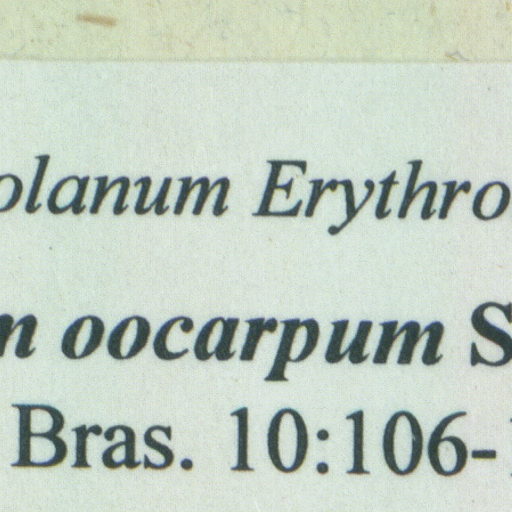 olanum Erythro
n oocarpum S
Bras. 10:106-